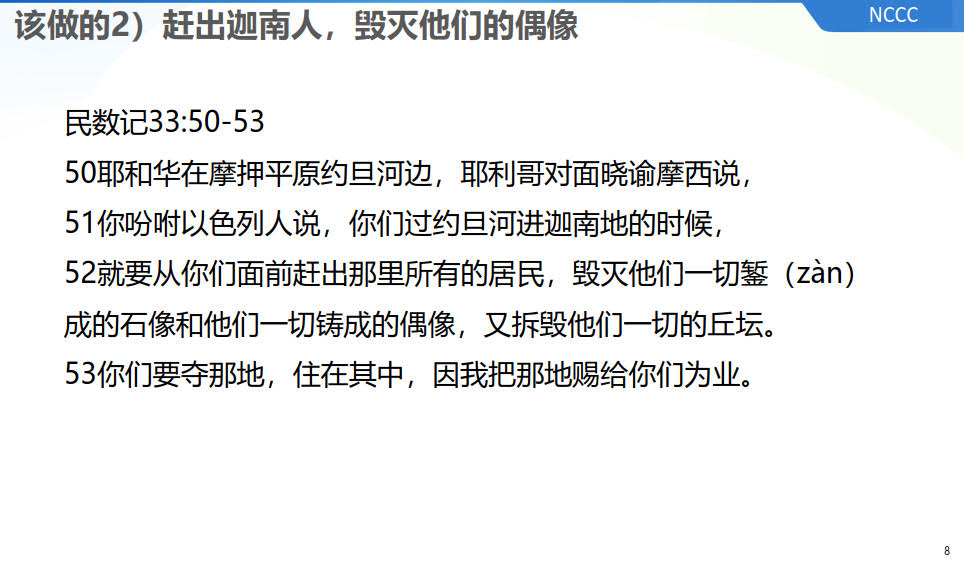 该做的2）赶出迦南人，毁灭他们的偶像
NCCC
民数记33:50-53
50耶和华在摩押平原约旦河边，耶利哥对面晓谕摩西说，
51你吩咐以色列人说，你们过约旦河进迦南地的时候，
52就要从你们面前赶出那里所有的居民，毁灭他们一切錾（zàn）
成的石像和他们一切铸成的偶像，又拆毁他们一切的丘坛。
53你们要夺那地，住在其中，因我把那地赐给你们为业。
8